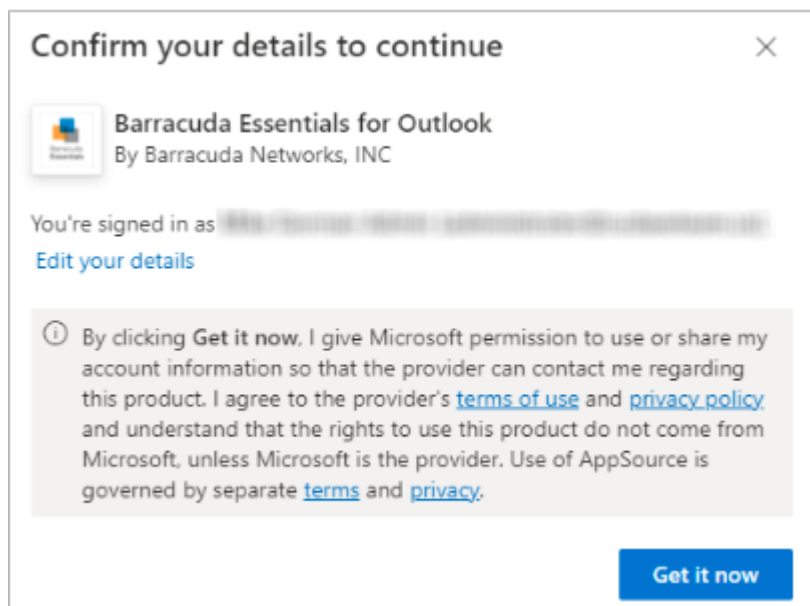 Confirm your details to continue
Barracuda Essentials for Outlook
By Barracuda Networks, INC
Barracuda
Essentials
You're signed in as
Edit your details
By clicking Get it now, I give Microsoft permission to use or share my
account information so that the provider can contact me regarding
this product. I agree to the provider's terms of use and privacy policy
and understand that the rights to use this product do not come from
Microsoft, unless Microsoft is the provider. Use of AppSource is
governed by separate terms and privacy.
Get it now